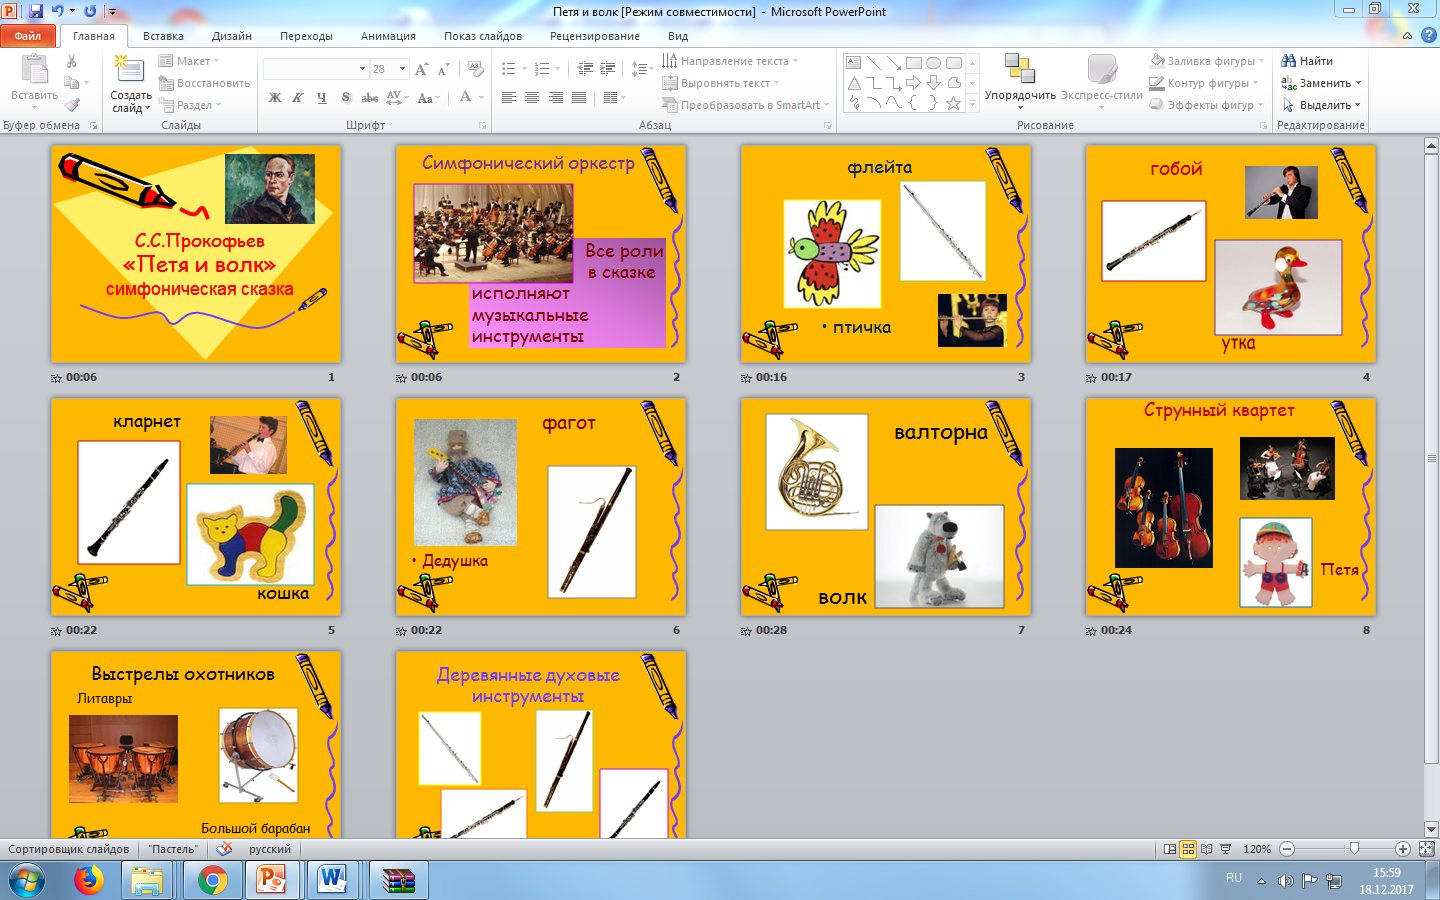 Петя и волк [Режим совместимости] - Microsoft PowerPoint
Файл
Главная
Вставка
Дизайн
Переходы
Анимация
Показ слайдов
Рецензирование
Вид
Вставить
Буфер обмена
Создать слайд
Макет
Восстановить
Раздел
Слайды
28
Ж К Ч S abc AV Aa A
Шрифт
Направление текста
Выровнять текст
Преобразовать в SmartArt
Абзац
Упорядочить
Экспресс-стили
Заливка фигуры
Контур фигуры
Эффекты фигур
Рисование
Найти
Заменить
Выделить
Редактирование
С.С.Прокофьев
«Петя и волк»
симфоническая сказка
00:06 1
Симфонический оркестр
Все роли
в сказке
исполняют
музыкальные
инструменты
00:06 2
флейта
• птичка
00:16 3
гобой
утка
00:17 4
кларнет
кошка
00:22 5
фагот
• Дедушка
00:22 6
валторна
волк
00:28 7
Струнный квартет
Петя
00:24 8
Выстрелы охотников
Литавры
Большой барабан
Деревянные духовые
инструменты
Сортировщик слайдов
"Пастель"
русский
120%
RU
15:59
18.12.2017